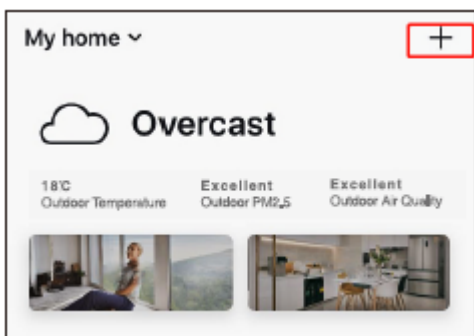 My home
Overcast
18°C Excellent Excellent
Outdoor Temperature Outdoor PM2.5 Outdoor Air Quality